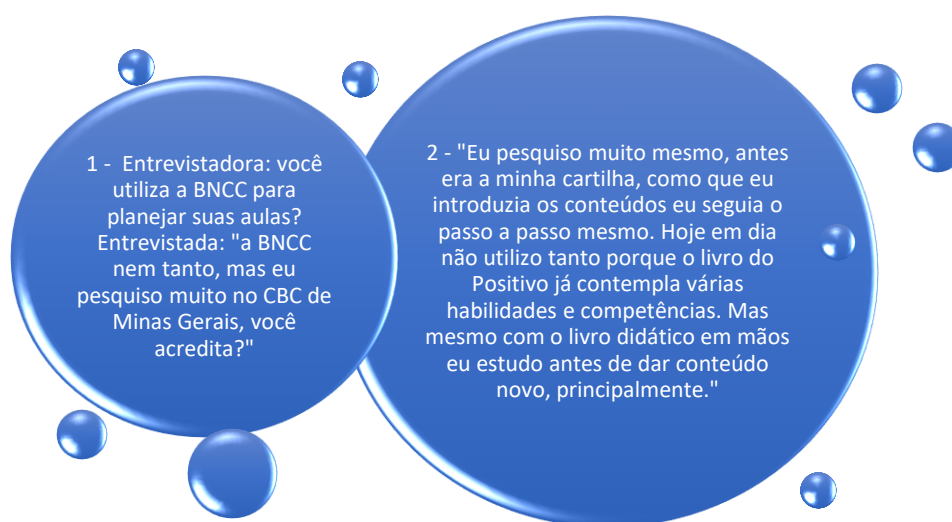 1 - Entrevistadora: você
utiliza a BNCC para
planejar suas aulas?
Entrevistada: "a BNCC
nem tanto, mas eu
pesquiso muito no CBC de
Minas Gerais, você
acredita?"
2 - "Eu pesquiso muito mesmo, antes
era a minha cartilha, como que eu
introduzia os conteúdos eu seguia o
passo a passo mesmo. Hoje em dia
não utilizo tanto porque o livro do
Positivo já contempla várias
habilidades e competências. Mas
mesmo com o livro didático em mãos
eu estudo antes de dar conteúdo
novo, principalmente."